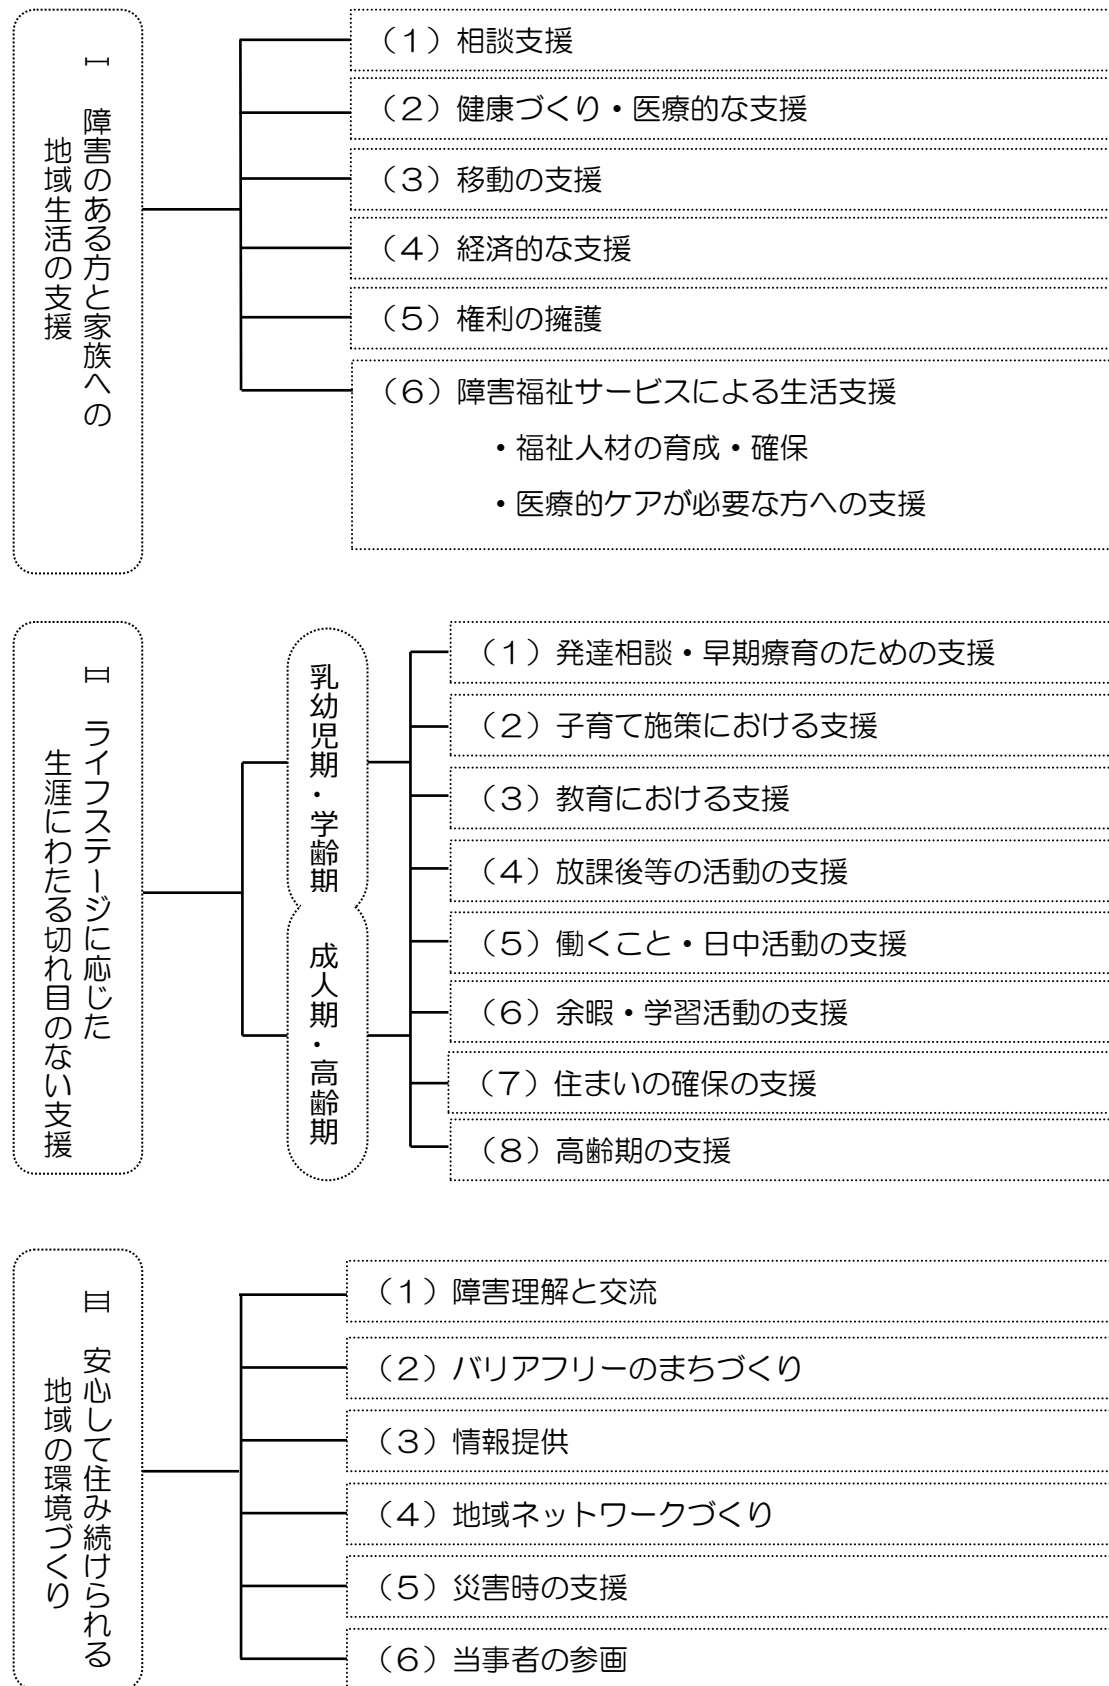 Ⅰ 障害のある方と家族への
地域生活の支援
（１）相談支援
（２）健康づくり・医療的な支援
（３）移動の支援
（４）経済的な支援
（５）権利の擁護
（６）障害福祉サービスによる生活支援
・福祉人材の育成・確保
・医療的ケアが必要な方への支援
Ⅱ ライフステージに応じた
生涯にわたる切れ目のない支援
乳幼児期・学齢期
成人期・高齢期
（１）発達相談・早期療育のための支援
（２）子育て施策における支援
（３）教育における支援
（４）放課後等の活動の支援
（５）働くこと・日中活動の支援
（６）余暇・学習活動の支援
（７）住まいの確保の支援
（８）高齢期の支援
Ⅲ 安心して住み続けられる
地域の環境づくり
（１）障害理解と交流
（２）バリアフリーのまちづくり
（３）情報提供
（４）地域ネットワークづくり
（５）災害時の支援
（６）当事者の参画